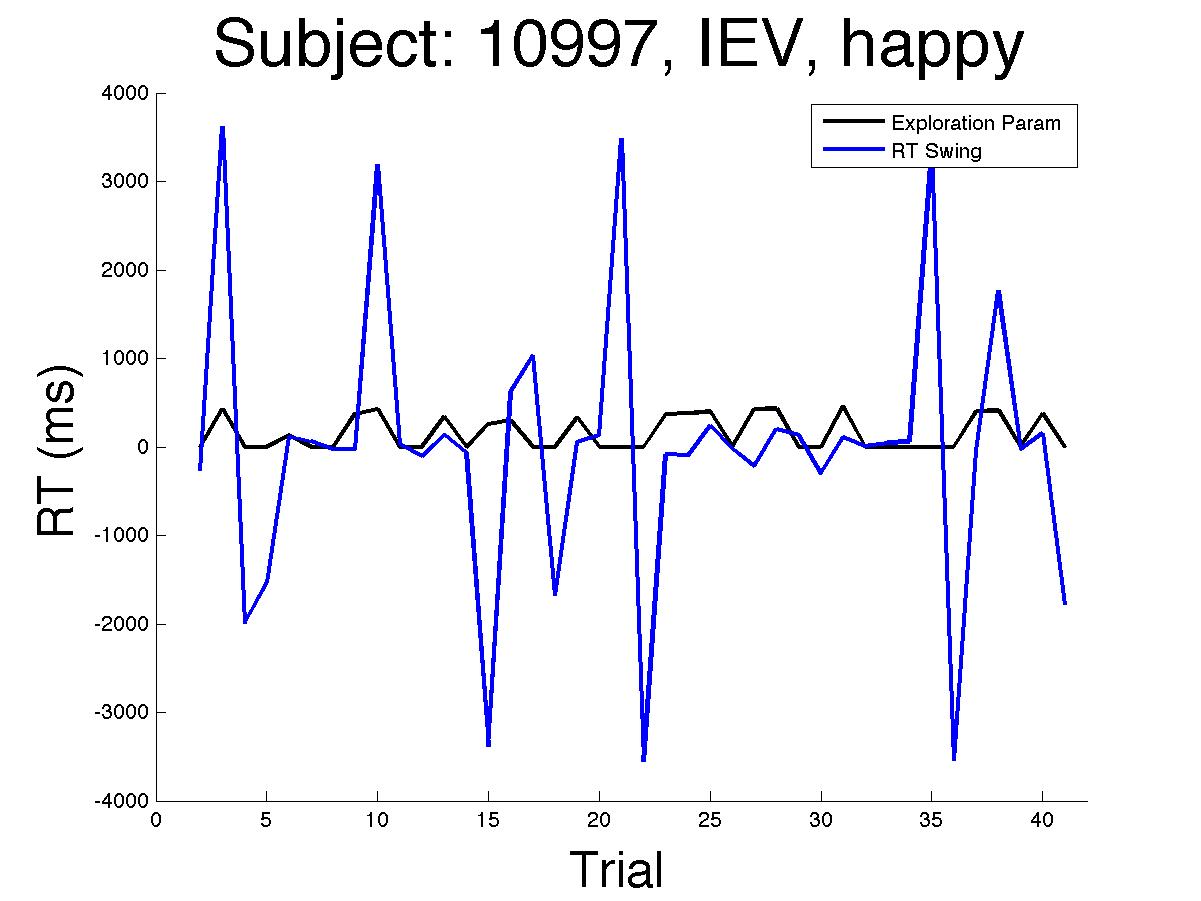 Subject: 10997, IEV, happy
Exploration Param
RT Swing
4000
3000
2000
1000
0
-1000
-2000
-3000
-4000
RT (ms)
0 5 10 15 20 25 30 35 40
Trial